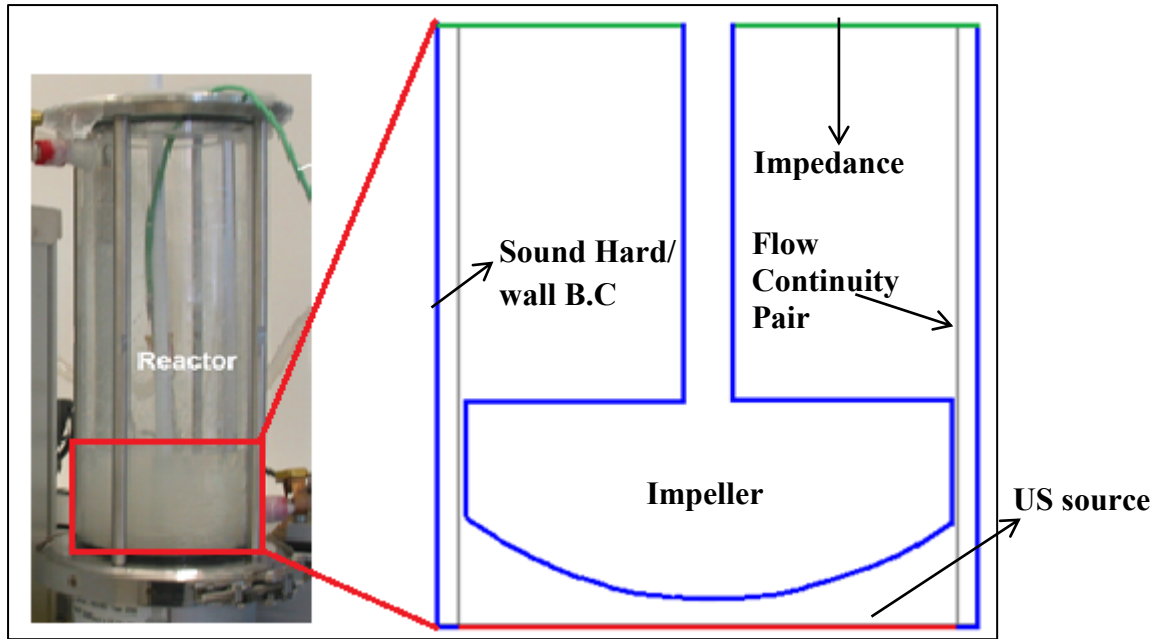 Reactor
Sound Hard/
wall B.C
Impedance
Flow
Continuity
Pair
Impeller
US source